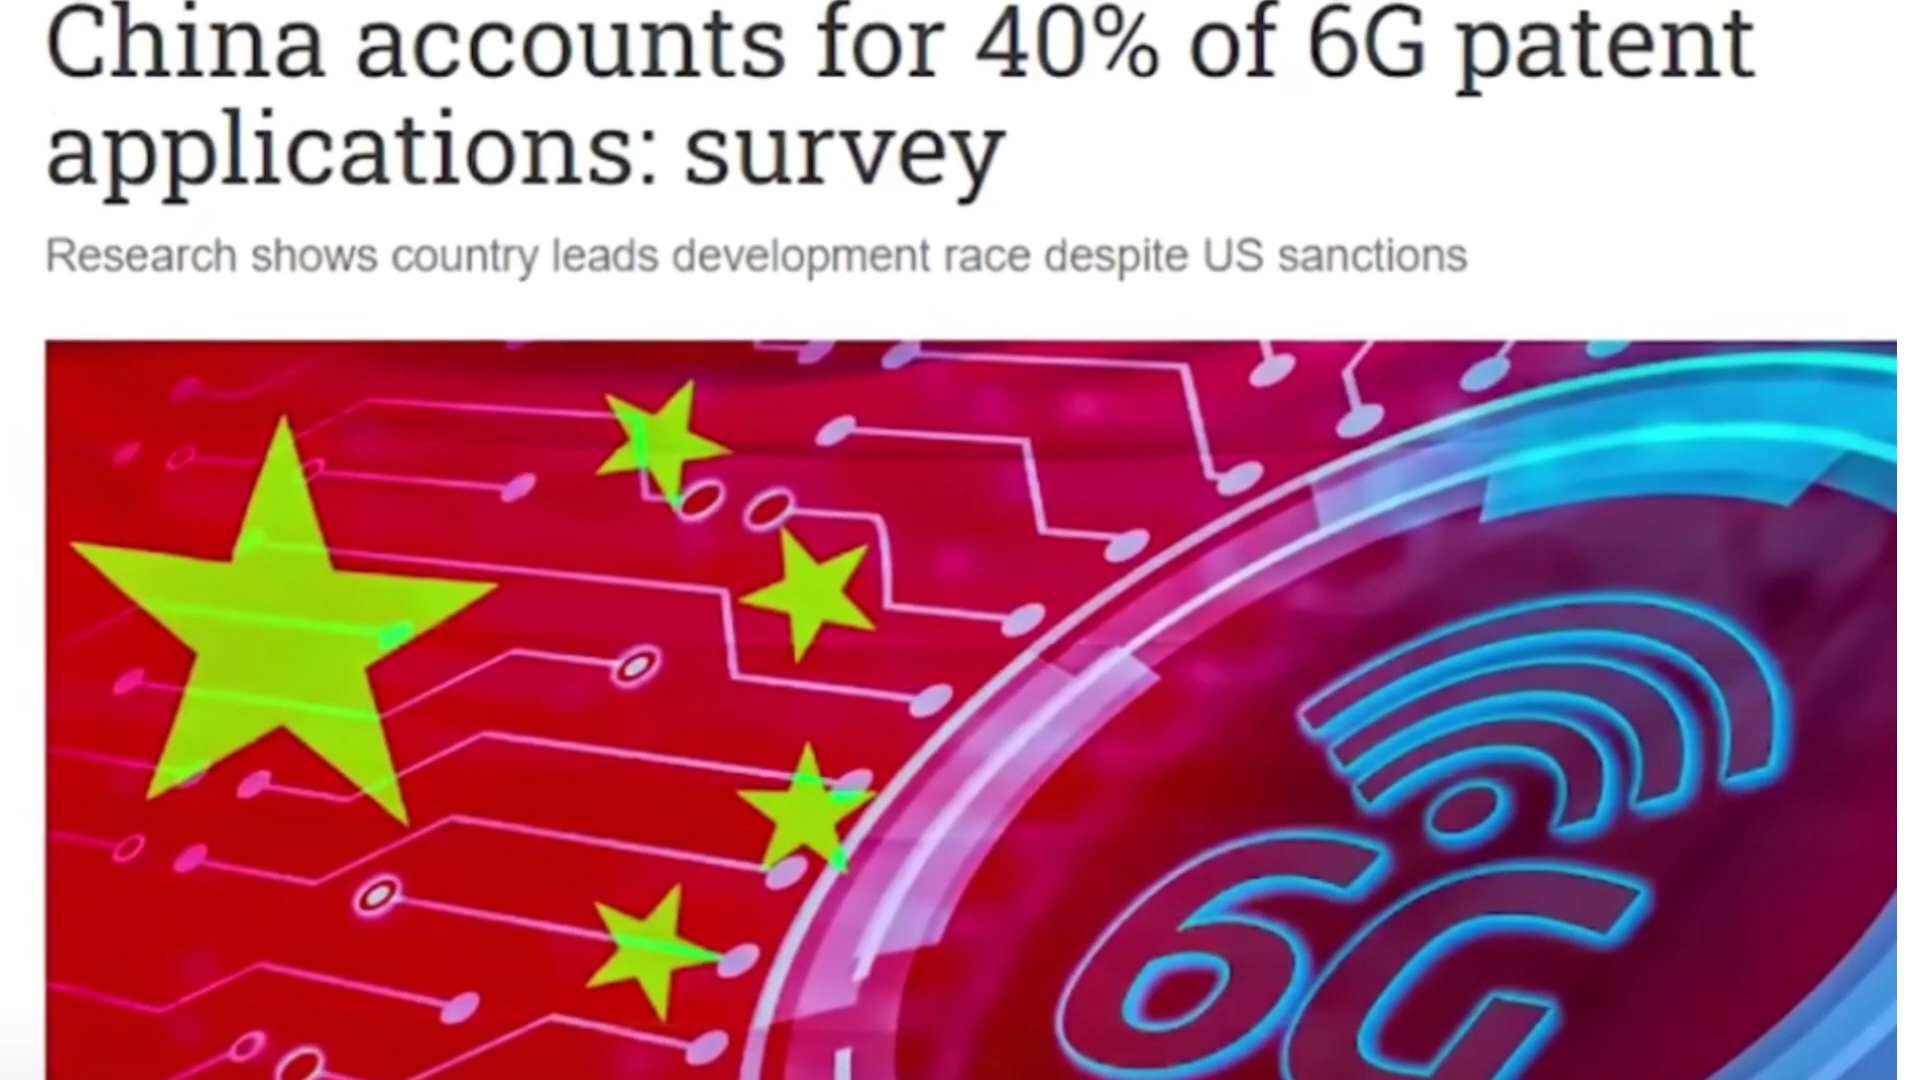 China accounts for 40% of 6G patent
applications: survey
Research shows country leads development race despite US sanctions
6G